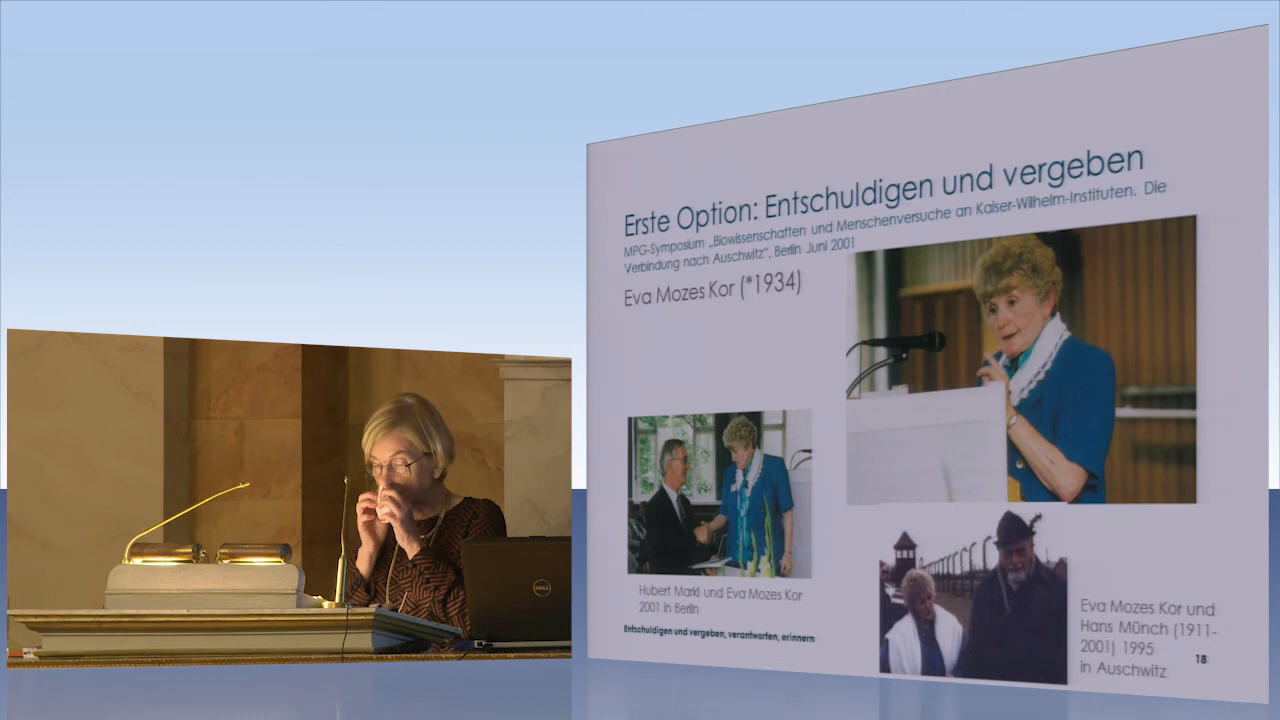 Erste Option: Entschuldigen und vergeben
MPG-Symposium „Biowissenschaften und Menschenversuche an Kaiser-Wilhelm-Instituten. Die
Verbindung nach Auschwitz“, Berlin Juni 2001
Eva Mozes Kor (*1934)
Hubert Markl und Eva Mozes Kor
2001 in Berlin
Entschuldigen und vergeben, verantworten, erinnern
Eva Mozes Kor und
Hans Münch (1911-
2001) 1995
in Auschwitz
18
DELL